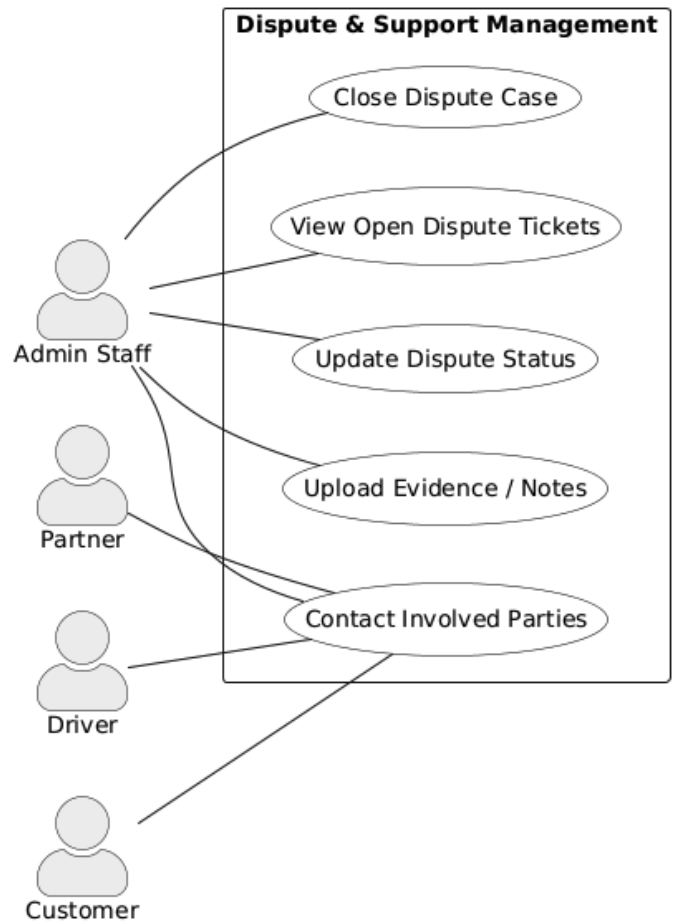 Dispute & Support Management
Close Dispute Case
View Open Dispute Tickets
Admin Staff
Update Dispute Status
Upload Evidence / Notes
Partner
Contact Involved Parties
Driver
Customer